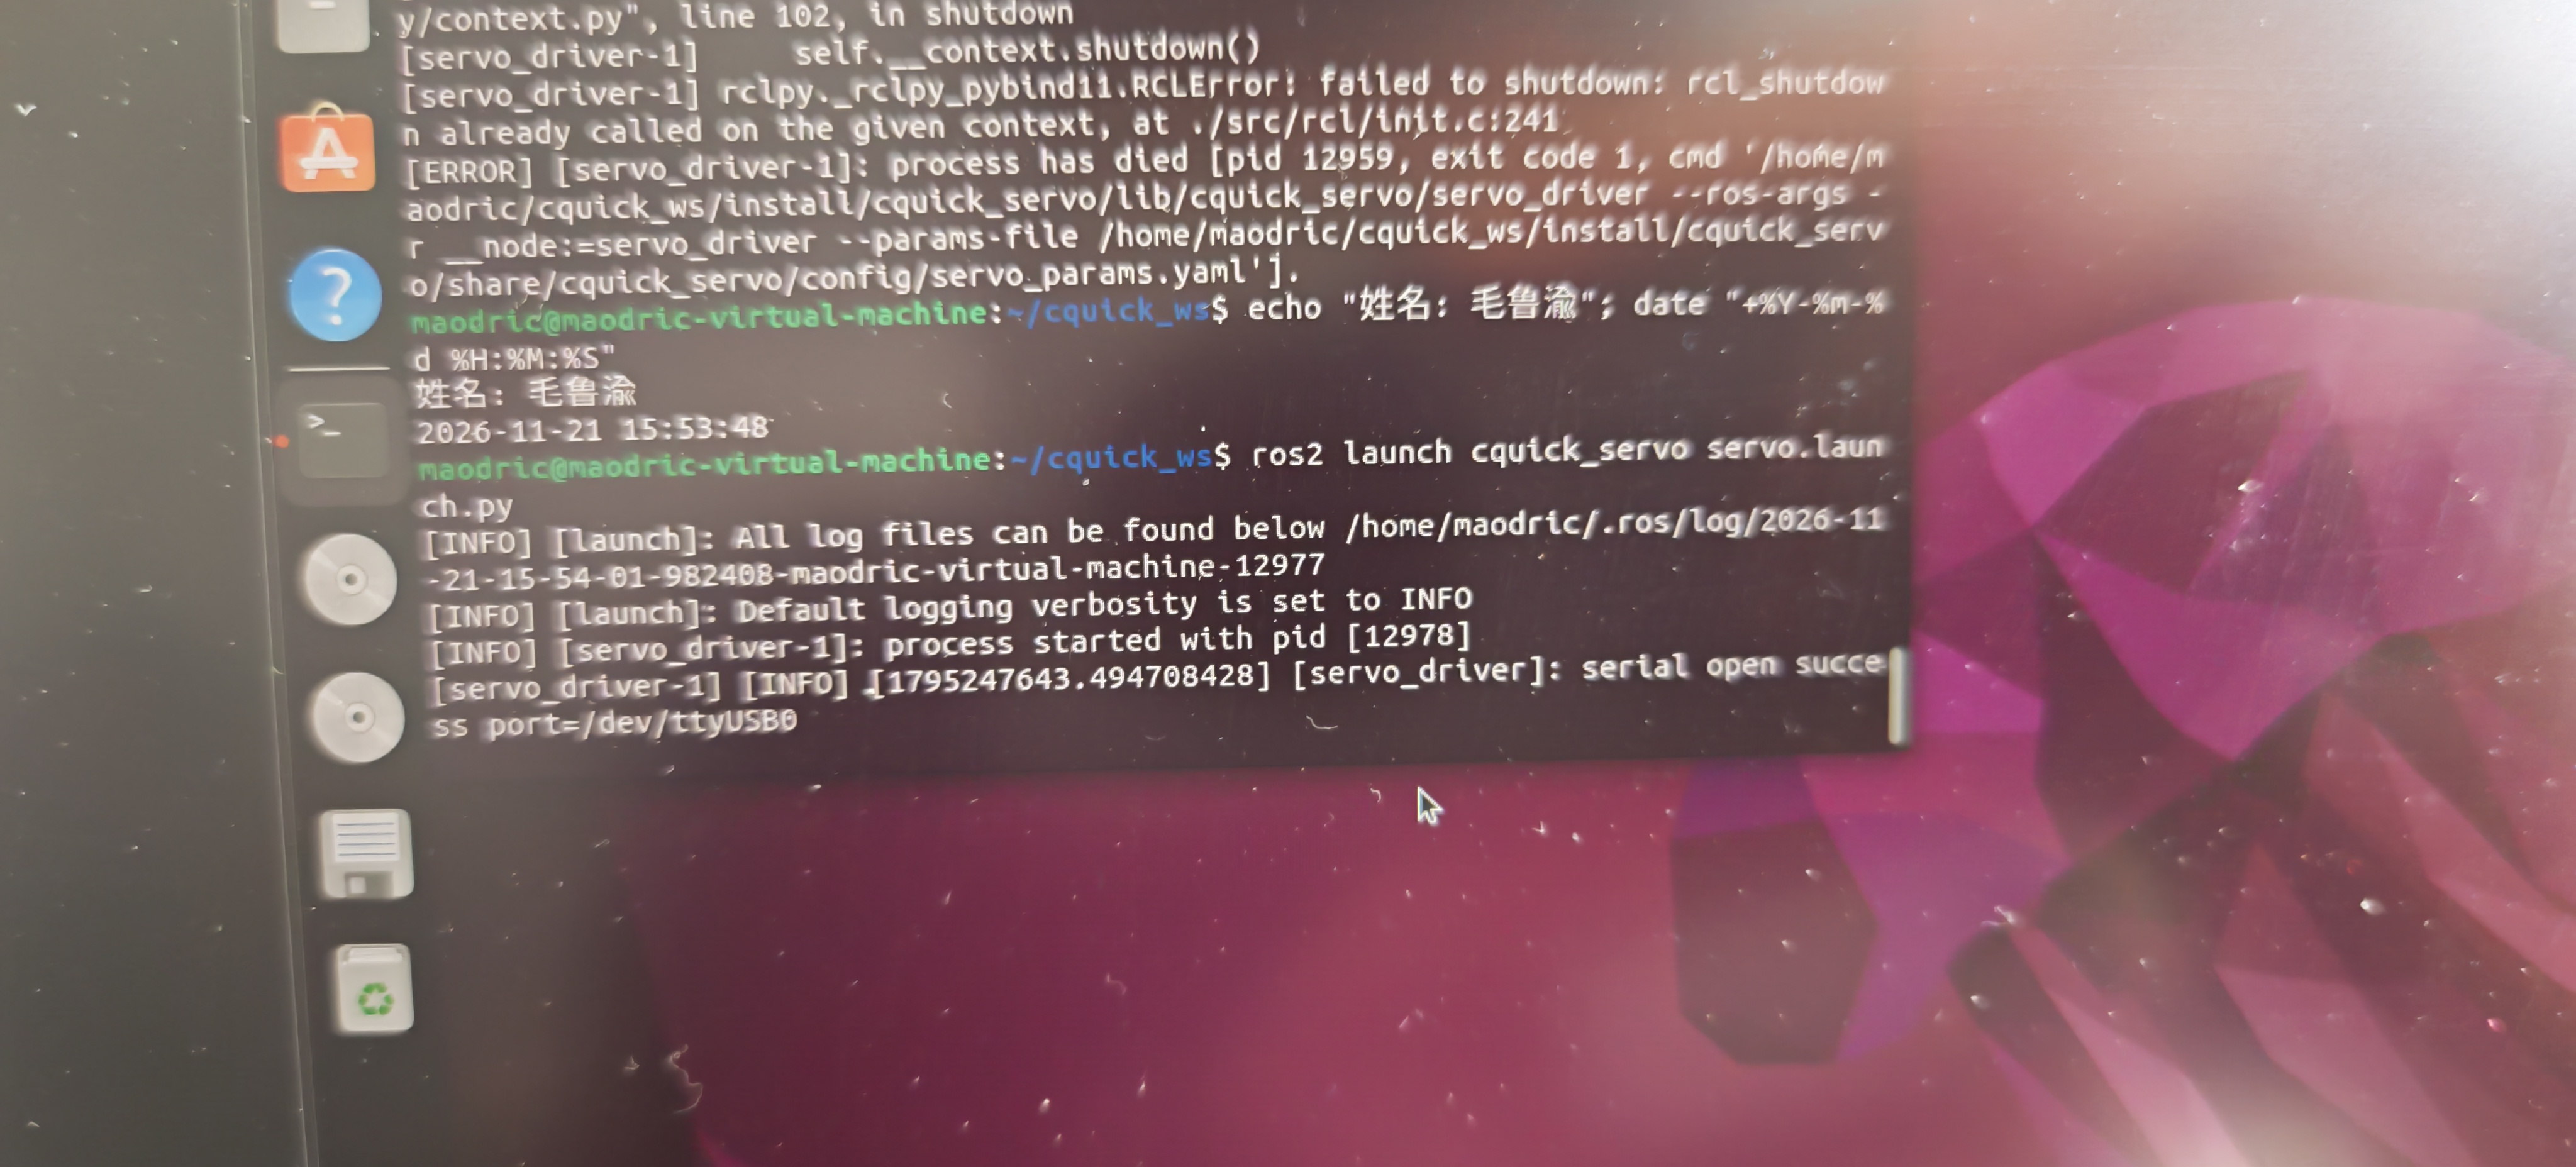 y/context.py", line 102, in shutdown
[servo_driver-1]     self.__context.shutdown()
[servo_driver-1] rclpy._rclpy_pybind11.RCLError: failed to shutdown: rcl_shutdow
n already called on the given context, at ./src/rcl/init.c:241
[ERROR] [servo_driver-1]: process has died [pid 12959, exit code 1, cmd '/home/m
aodric/cquick_ws/install/cquick_servo/lib/cquick_servo/servo_driver --ros-args -
r __node:=servo_driver --params-file /home/maodric/cquick_ws/install/cquick_serv
o/share/cquick_servo/config/servo_params.yaml'].
maodric@maodric-virtual-machine:~/cquick_ws$ echo "姓名: 毛鲁渝"; date "+%Y-%m-%
d %H:%M:%S"
姓名: 毛鲁渝
2026-11-21 15:53:48
maodric@maodric-virtual-machine:~/cquick_ws$ ros2 launch cquick_servo servo.laun
ch.py
[INFO] [launch]: All log files can be found below /home/maodric/.ros/log/2026-11
-21-15-54-01-982408-maodric-virtual-machine-12977
[INFO] [launch]: Default logging verbosity is set to INFO
[INFO] [servo_driver-1]: process started with pid [12978]
[servo_driver-1] [INFO] [1795247643.494708428] [servo_driver]: serial open succe
ss port=/dev/ttyUSB0